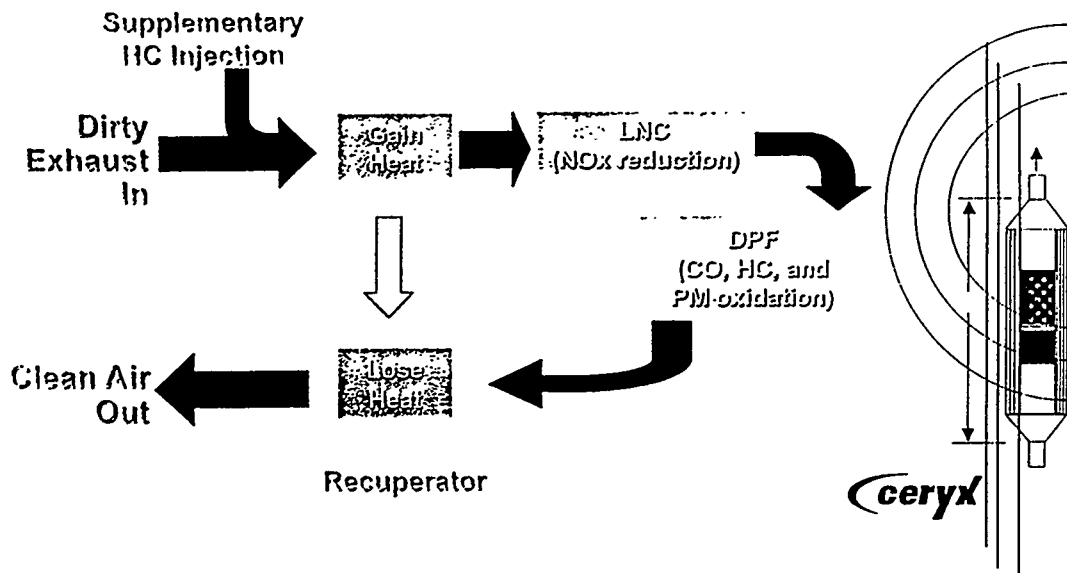 Supplementary
HC Injection
Dirty
Exhaust
In
Gain
Heat
LNC
(NOx reduction)
DPF
(CO, HC, and
PM oxidation)
Clean Air
Out
Lose
Heat
Recuperator
ceryx